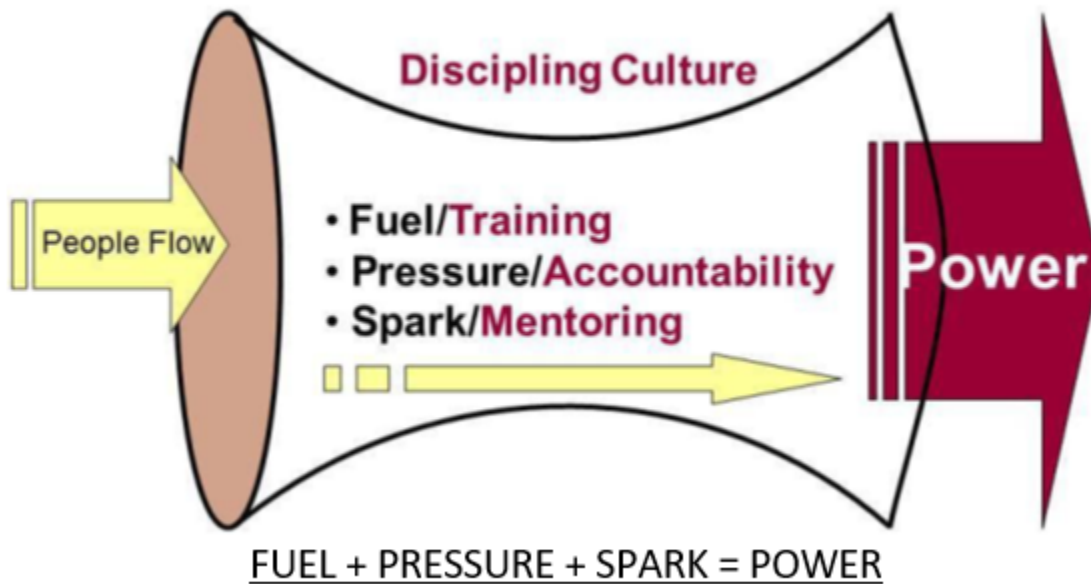 Discipling Culture
People Flow
• Fuel/Training
• Pressure/Accountability
• Spark/Mentoring
Power
FUEL + PRESSURE + SPARK = POWER